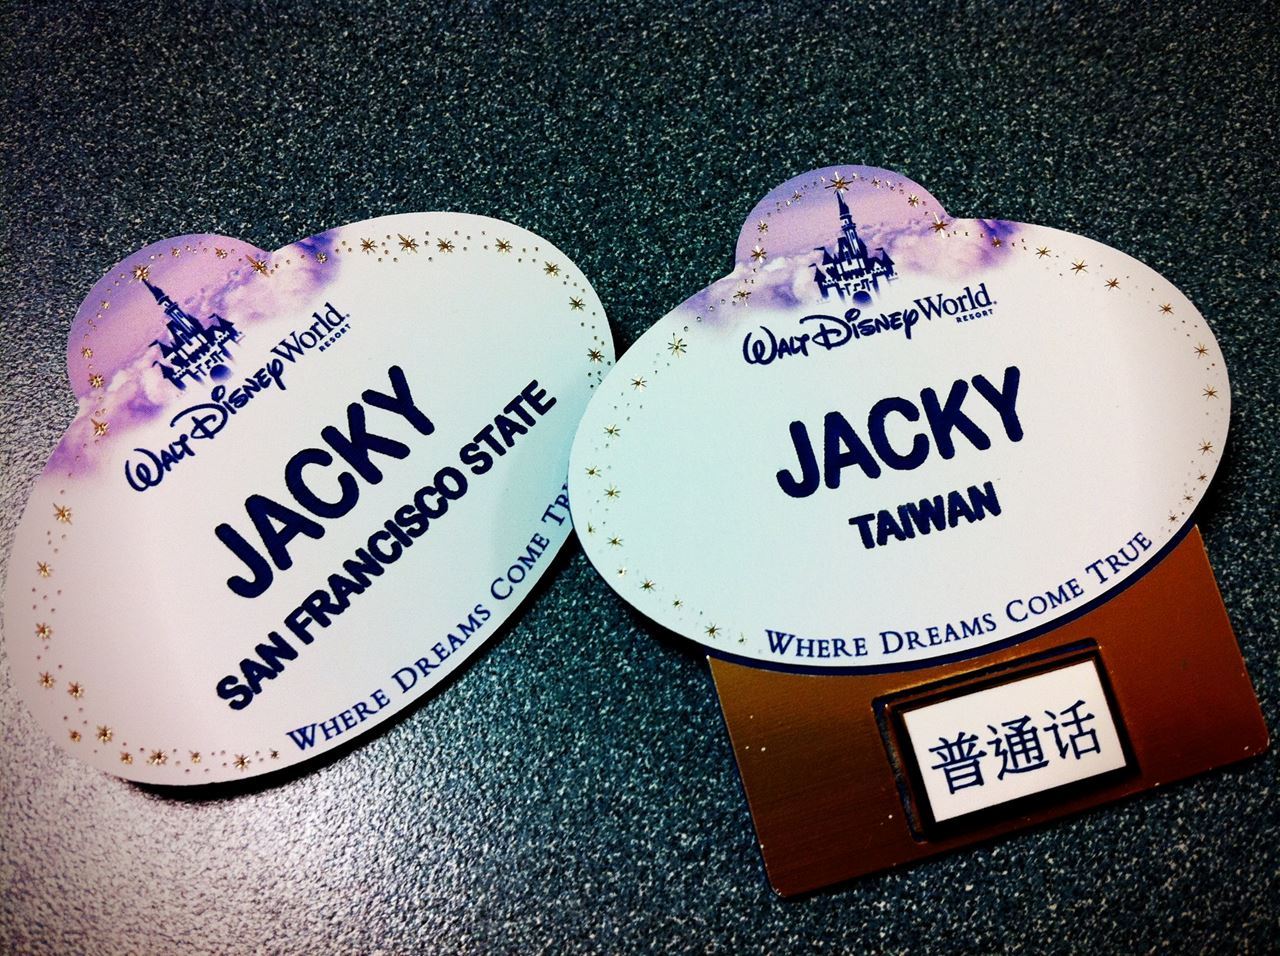 WALT DISNEY World®
RESORT
JACKY
SAN FRANCISCO STATE
WHERE DREAMS COME
WALT DISNEY World®
RESORT
JACKY
TAIWAN
WHERE DREAMS COME TRUE
普通话